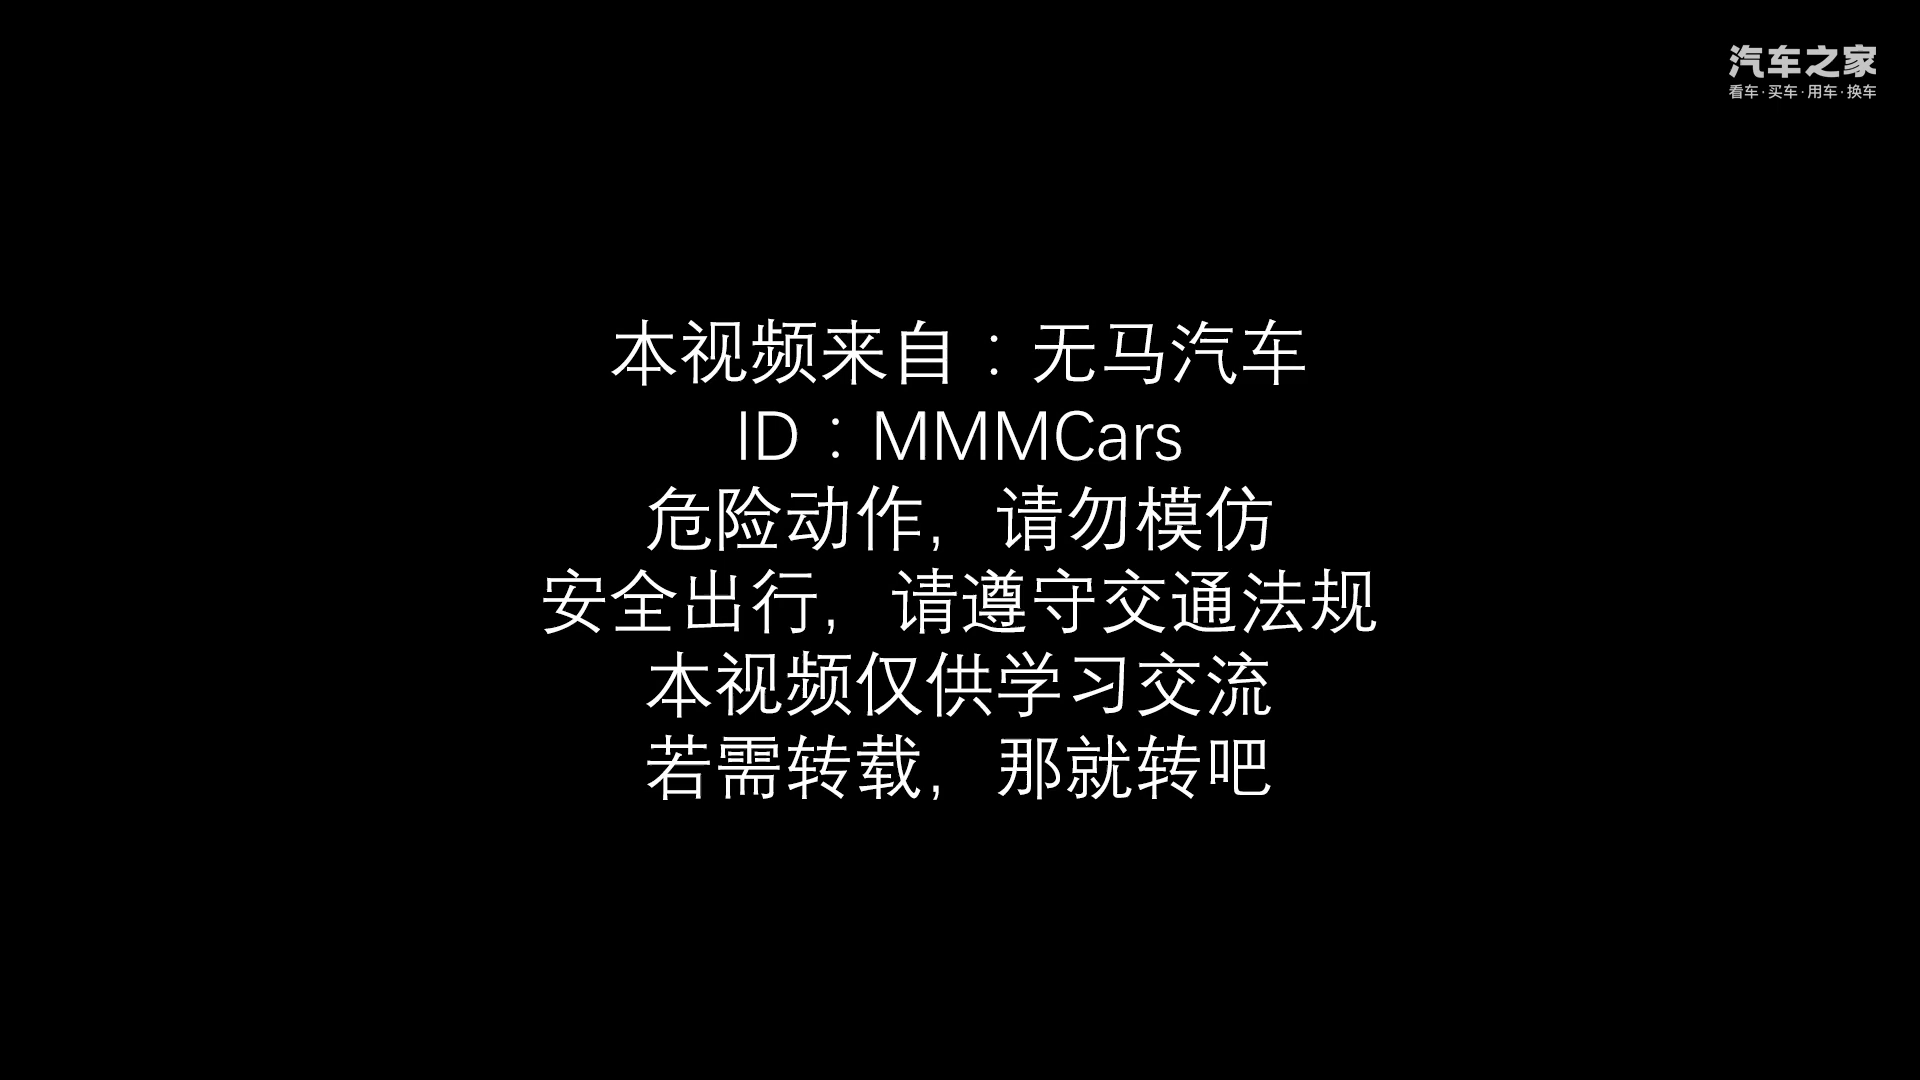 汽车之家
看车·买车·用车·换车
本视频来自：无马汽车
ID：MMMCars
危险动作，请勿模仿
安全出行，请遵守交通法规
本视频仅供学习交流
若需转载，那就转吧